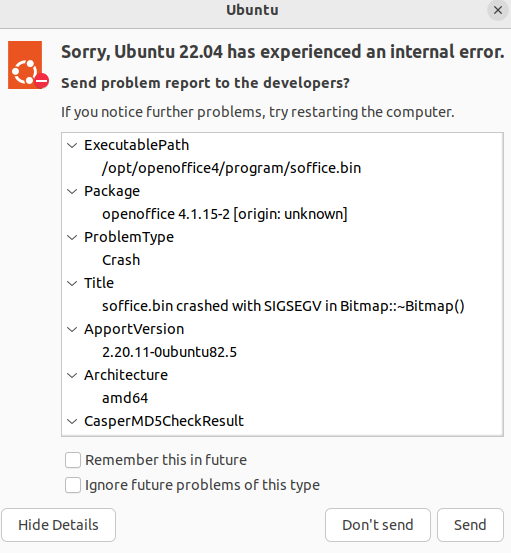 Ubuntu
Sorry, Ubuntu 22.04 has experienced an internal error.
Send problem report to the developers?
If you notice further problems, try restarting the computer.
ExecutablePath
/opt/openoffice4/program/soffice.bin
Package
openoffice 4.1.15-2 [origin: unknown]
ProblemType
Crash
Title
soffice.bin crashed with SIGSEGV in Bitmap::~Bitmap()
ApportVersion
2.20.11-0ubuntu82.5
Architecture
amd64
CasperMD5CheckResult
Remember this in future
Ignore future problems of this type
Hide Details
Don't send
Send